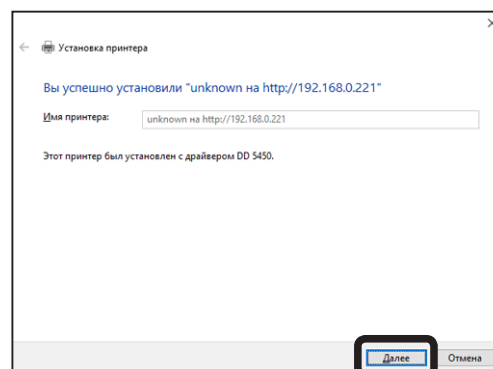 Установка принтера
Вы успешно установили "unknown на http://192.168.0.221"
Имя принтера: unknown на http://192.168.0.221
Этот принтер был установлен с драйвером DD 5450.
Далее Отмена